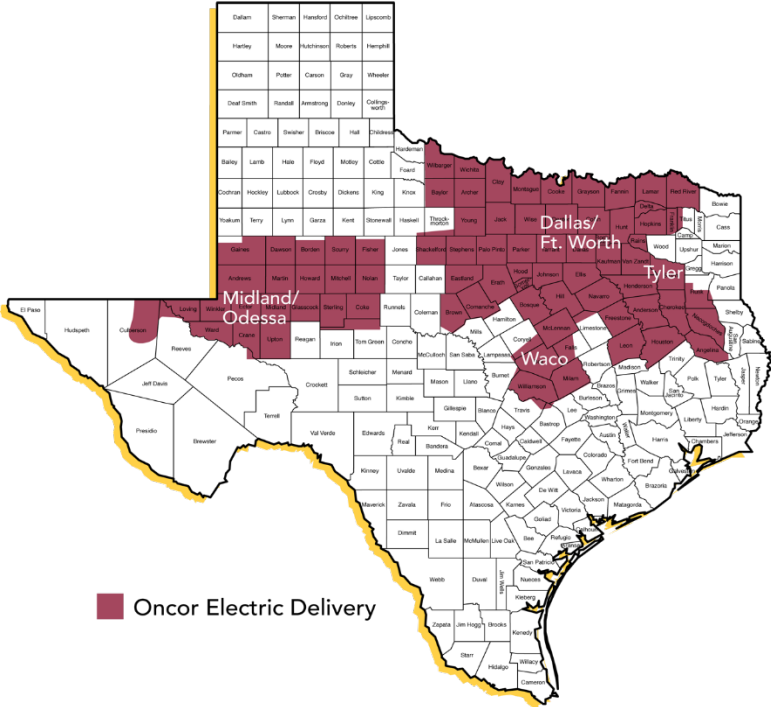 Dallam Sherman Hansford Ochiltree Lipscomb
Hartley Moore Hutchinson Roberts Hemphill
Oldham Potter Carson Gray Wheeler
Deaf Smith Randall Armstrong Donley Collings-
worth
Parmer Castro Swisher Briscoe Hall Childress
Hardeman
Bailey Lamb Hale Floyd Motley Cottle
Foard Wilbarger Wichita
Clay
Montague Cooke Grayson Fannin Lamar Red River
Cochran Hockley Lubbock Crosby Dickens King Knox Baylor Archer
Bowie
Yoakum Terry Lynn Garza Kent Stonewall Haskell Throck-
morton Young Jack Wise
Delta Hopkins Titus Morris Cass
Dallas/
Ft. Worth
Hunt Rains Camp Wood Upshur Marion
Gaines Dawson Borden Scurry Fisher Jones Shackelford Stephens Palo Pinto Parker
Kaufman Van Zandt Gregg Harrison
Tyler
Andrews Martin Howard Mitchell Nolan Taylor Callahan Eastland Erath Hood Johnson Ellis
Henderson Panola
El Paso Hudspeth Culberson Loving Winkler Midland Glasscock Sterling Coke Runnels Coleman Brown Comanche Bosque Hill Navarro
Anderson Cherokee Shelby
Midland/
Odessa
Ward Crane Upton Reagan Irion Tom Green Concho Mills Hamilton McLennan Limestone Freestone
Nacogdoches San Augustine Sabine
Waco
Reeves McCulloch San Saba Lampasas Coryell Falls Leon Houston Angelina
Jeff Davis Pecos Crockett Schleicher Menard Mason Llano Burnet Williamson Milam Robertson Madison Trinity
Brazos Walker Polk Tyler Jasper Newton
Sutton Kimble Gillespie Blanco Travis Lee Burleson Grimes San Jacinto
Presidio Brewster Terrell Val Verde Edwards Kerr Kendall Hays Bastrop Washington Montgomery Liberty Hardin Orange
Real Bandera Comal Caldwell Fayette Austin Waller Harris Chambers Jefferson
Kinney Uvalde Medina Bexar Guadalupe Gonzales Lavaca Colorado Fort Bend
Wilson Wharton Brazoria
Maverick Zavala Frio Atascosa Karnes De Witt Jackson Matagorda
Dimmit La Salle McMullen Live Oak Bee Goliad Victoria
Refugio
Webb Duval Jim Wells San Patricio
Nueces
Kleberg
Oncor Electric Delivery
Zapata Jim Hogg Brooks Kenedy
Starr Hidalgo Willacy
Cameron